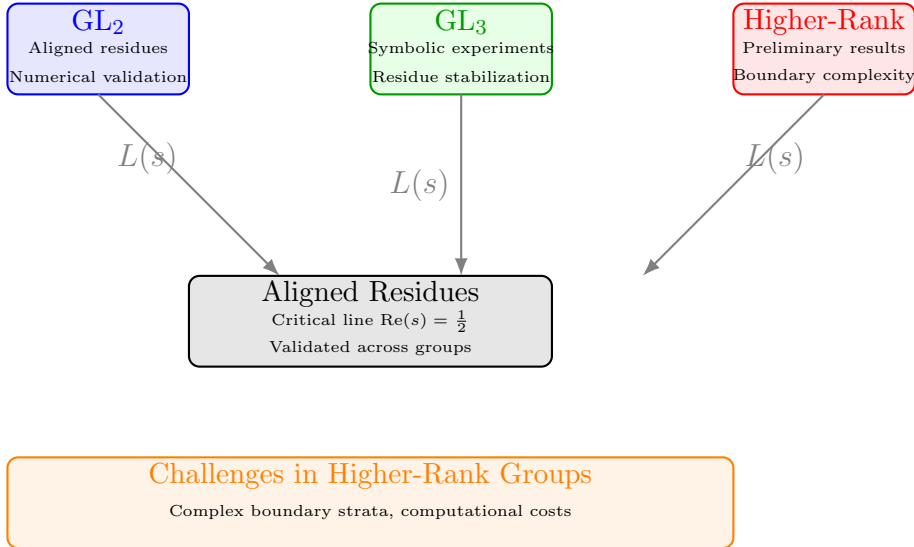 GL₂
Aligned residues
Numerical validation
GL₃
Symbolic experiments
Residue stabilization
Higher-Rank
Preliminary results
Boundary complexity
L(s)
L(s)
L(s)
Aligned Residues
Critical line Re(s) = 1/2
Validated across groups
Challenges in Higher-Rank Groups
Complex boundary strata, computational costs